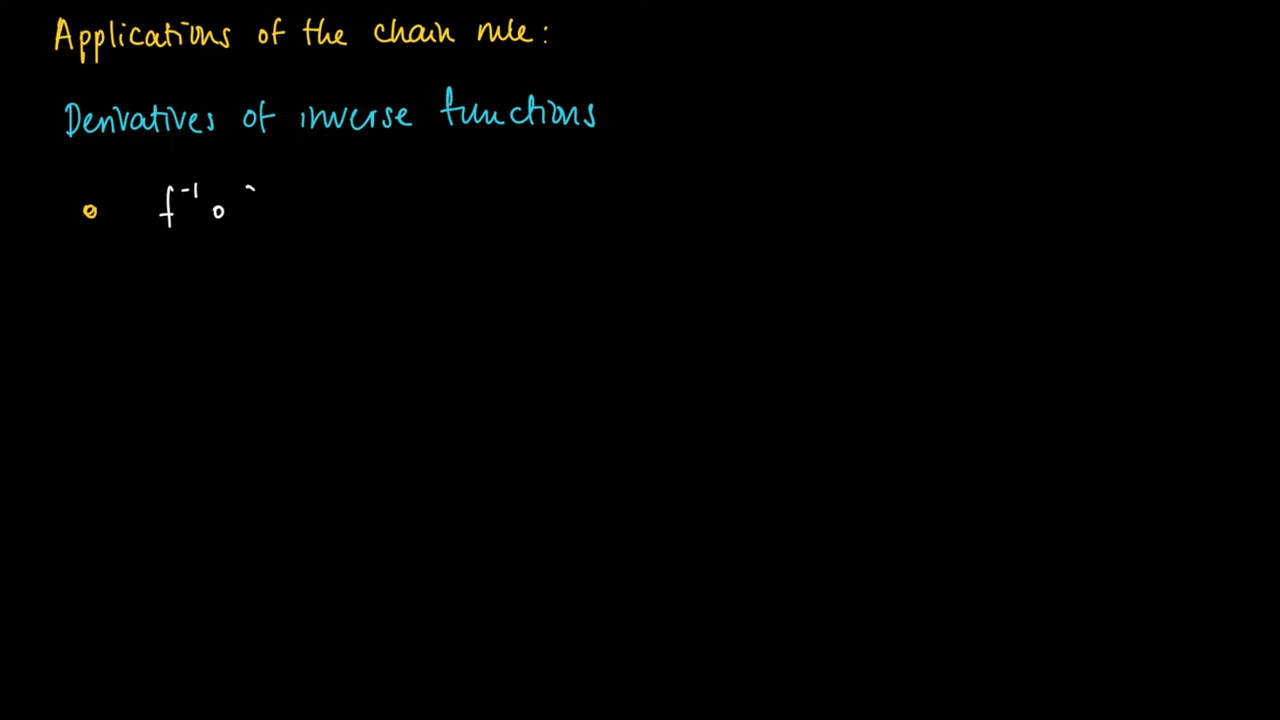 Applications of the chain rule:
Derivatives of inverse functions
f⁻¹ ∘